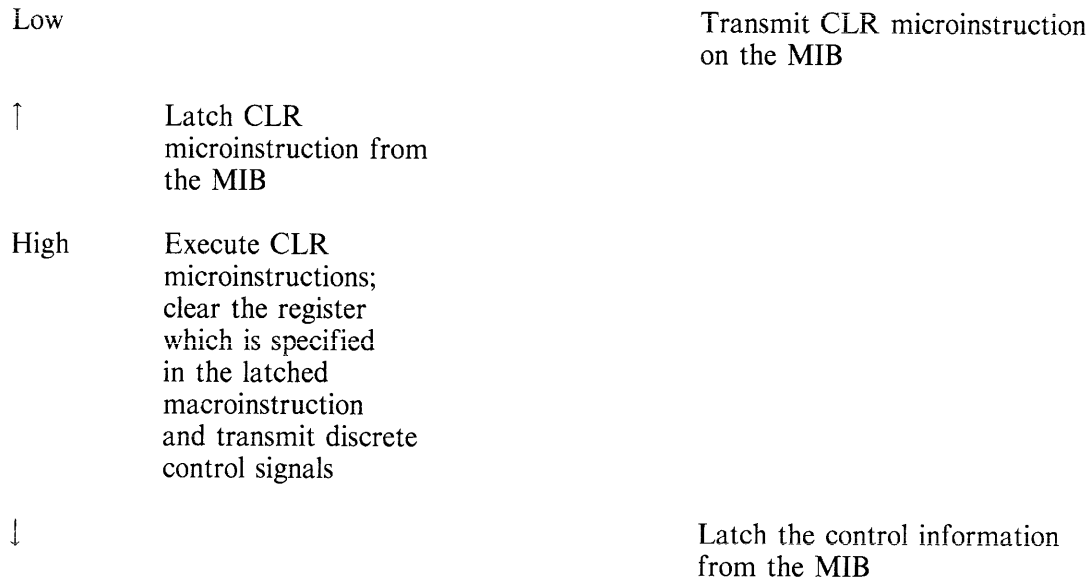 Low
Transmit CLR microinstruction
on the MIB
↑
Latch CLR
microinstruction from
the MIB
High
Execute CLR
microinstructions;
clear the register
which is specified
in the latched
macroinstruction
and transmit discrete
control signals
↓
Latch the control information
from the MIB